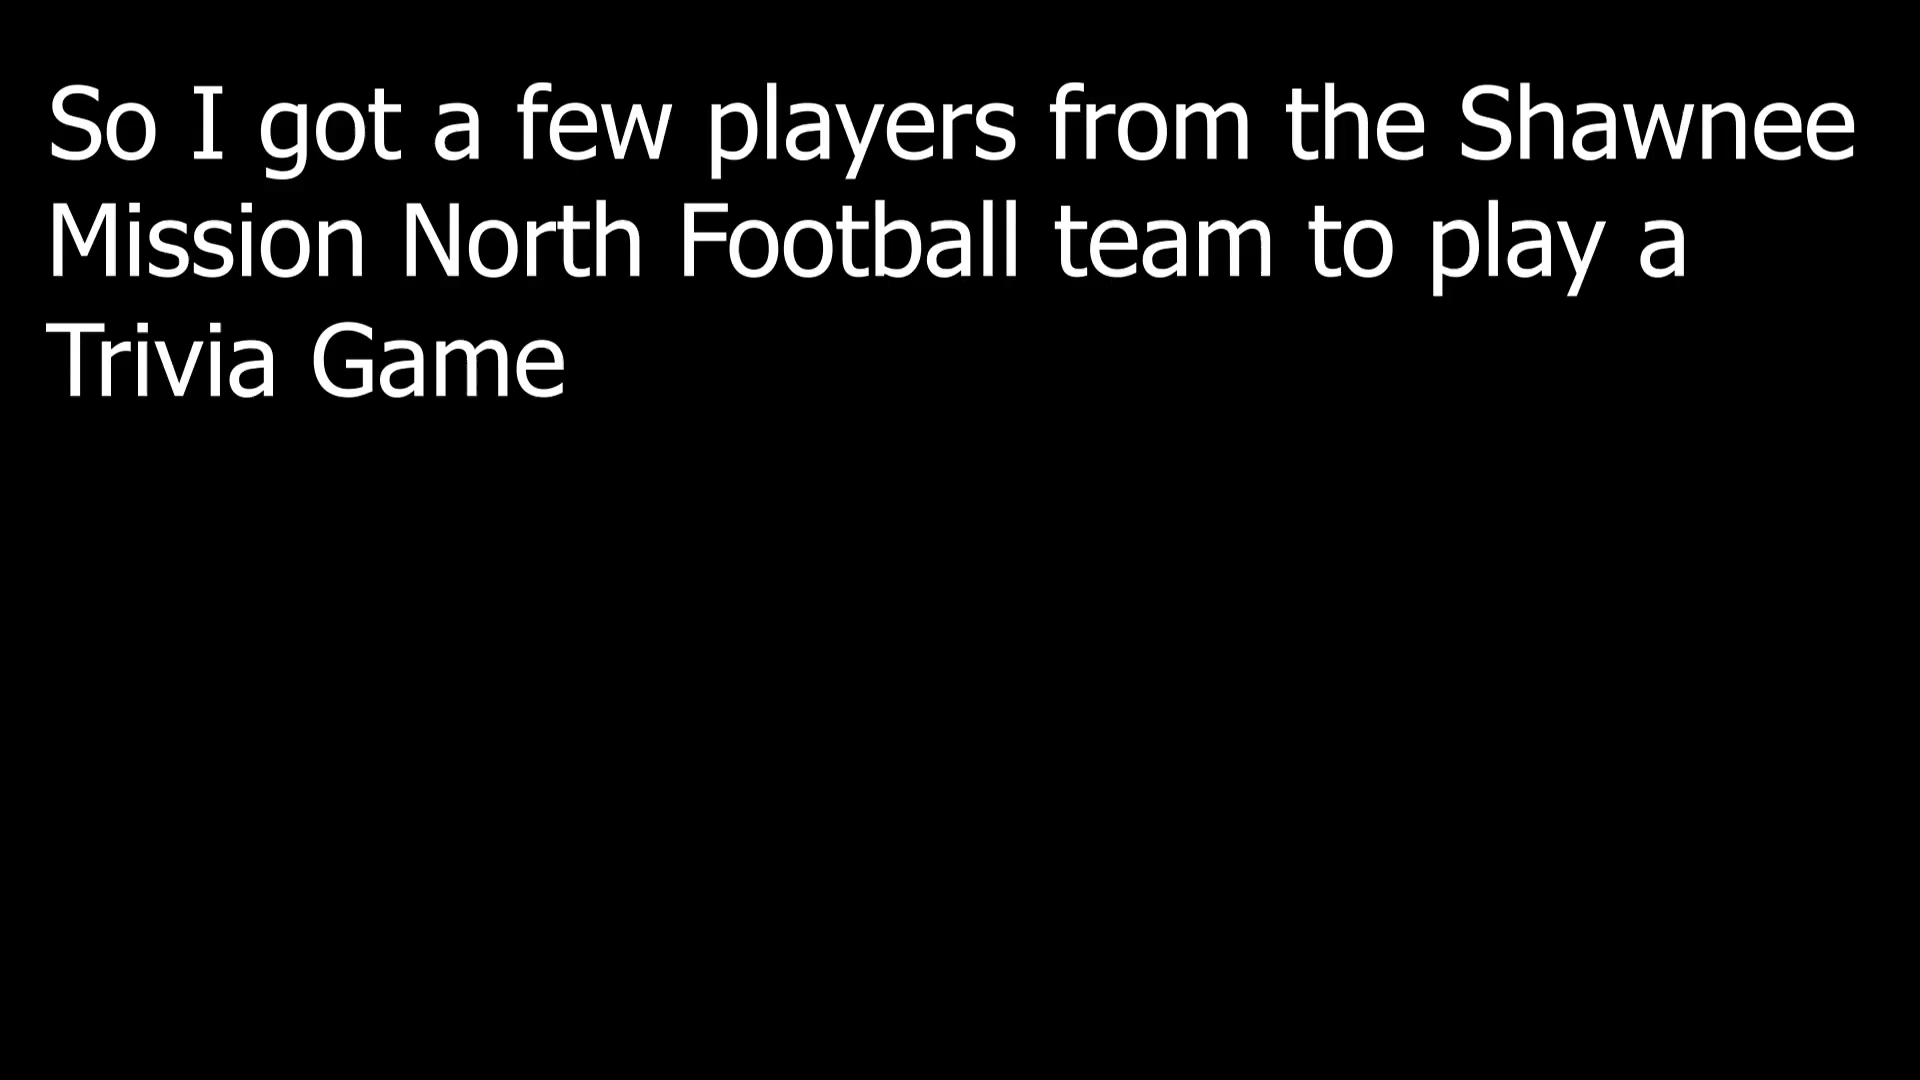 So I got a few players from the Shawnee
Mission North Football team to play a
Trivia Game